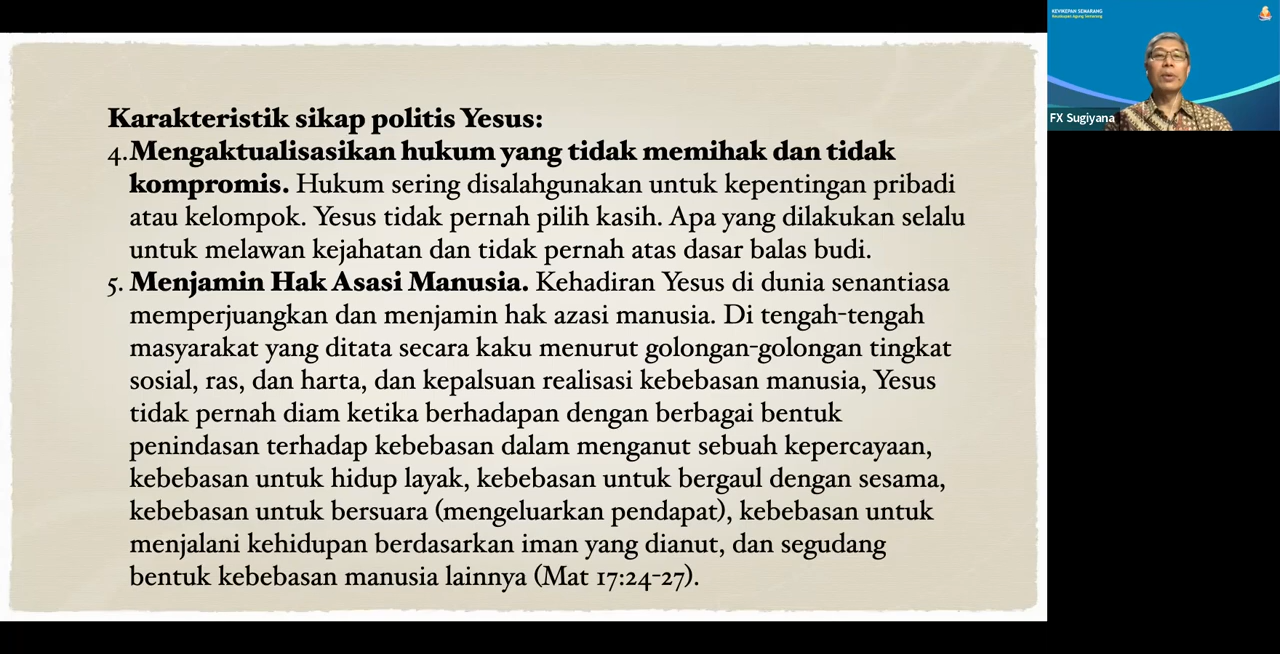 Karakteristik sikap politis Yesus:
4.Mengaktualisasikan hukum yang tidak memihak dan tidak
kompromis. Hukum sering disalahgunakan untuk kepentingan pribadi
atau kelompok. Yesus tidak pernah pilih kasih. Apa yang dilakukan selalu
untuk melawan kejahatan dan tidak pernah atas dasar balas budi.
5. Menjamin Hak Asasi Manusia. Kehadiran Yesus di dunia senantiasa
memperjuangkan dan menjamin hak azasi manusia. Di tengah-tengah
masyarakat yang ditata secara kaku menurut golongan-golongan tingkat
sosial, ras, dan harta, dan kepalsuan realisasi kebebasan manusia, Yesus
tidak pernah diam ketika berhadapan dengan berbagai bentuk
penindasan terhadap kebebasan dalam menganut sebuah kepercayaan,
kebebasan untuk hidup layak, kebebasan untuk bergaul dengan sesama,
kebebasan untuk bersuara (mengeluarkan pendapat), kebebasan untuk
menjalani kehidupan berdasarkan iman yang dianut, dan segudang
bentuk kebebasan manusia lainnya (Mat 17:24-27).
KEVIKEPAN SEMARANG
Keuskupan Agung Semarang
FX Sugiyana